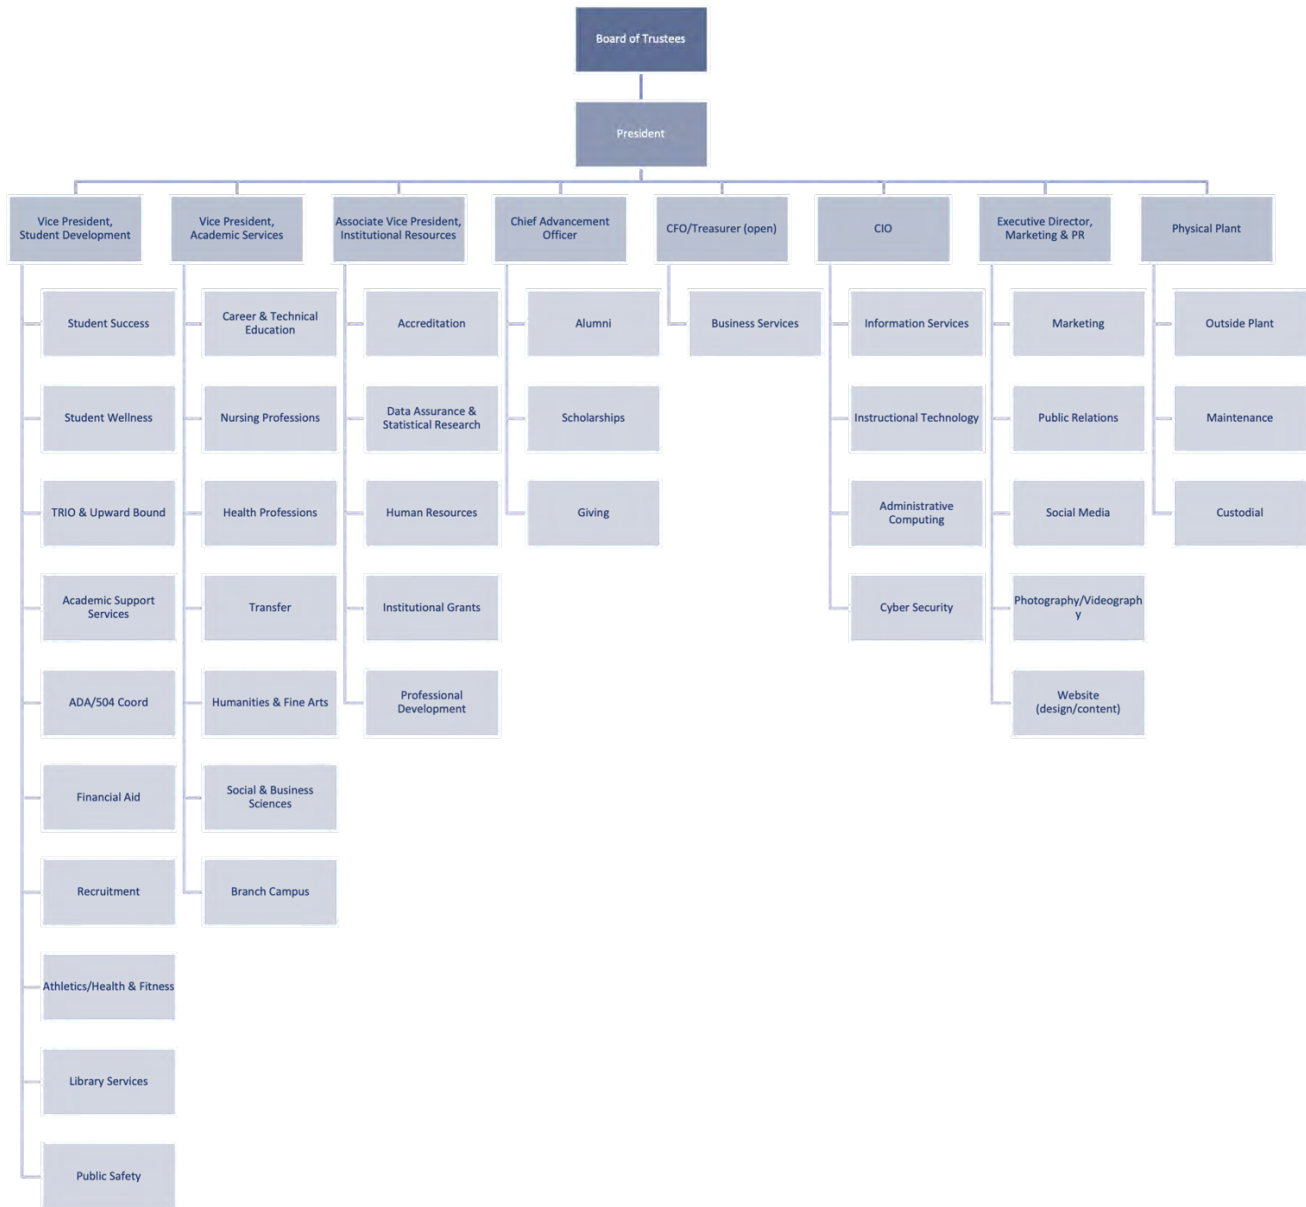 Board of Trustees
President
Vice President,
Student Development
Vice President,
Academic Services
Associate Vice President,
Institutional Resources
Chief Advancement
Officer
CFO/Treasurer (open)
CIO
Executive Director,
Marketing & PR
Physical Plant
Student Success
Student Wellness
TRIO & Upward Bound
Academic Support
Services
ADA/504 Coord
Financial Aid
Recruitment
Athletics/Health & Fitness
Library Services
Public Safety
Career & Technical
Education
Nursing Professions
Health Professions
Transfer
Humanities & Fine Arts
Social & Business
Sciences
Branch Campus
Accreditation
Data Assurance &
Statistical Research
Human Resources
Institutional Grants
Professional
Development
Alumni
Scholarships
Giving
Business Services
Information Services
Instructional Technology
Administrative
Computing
Cyber Security
Marketing
Public Relations
Social Media
Photography/Videograph
y
Website
(design/content)
Outside Plant
Maintenance
Custodial